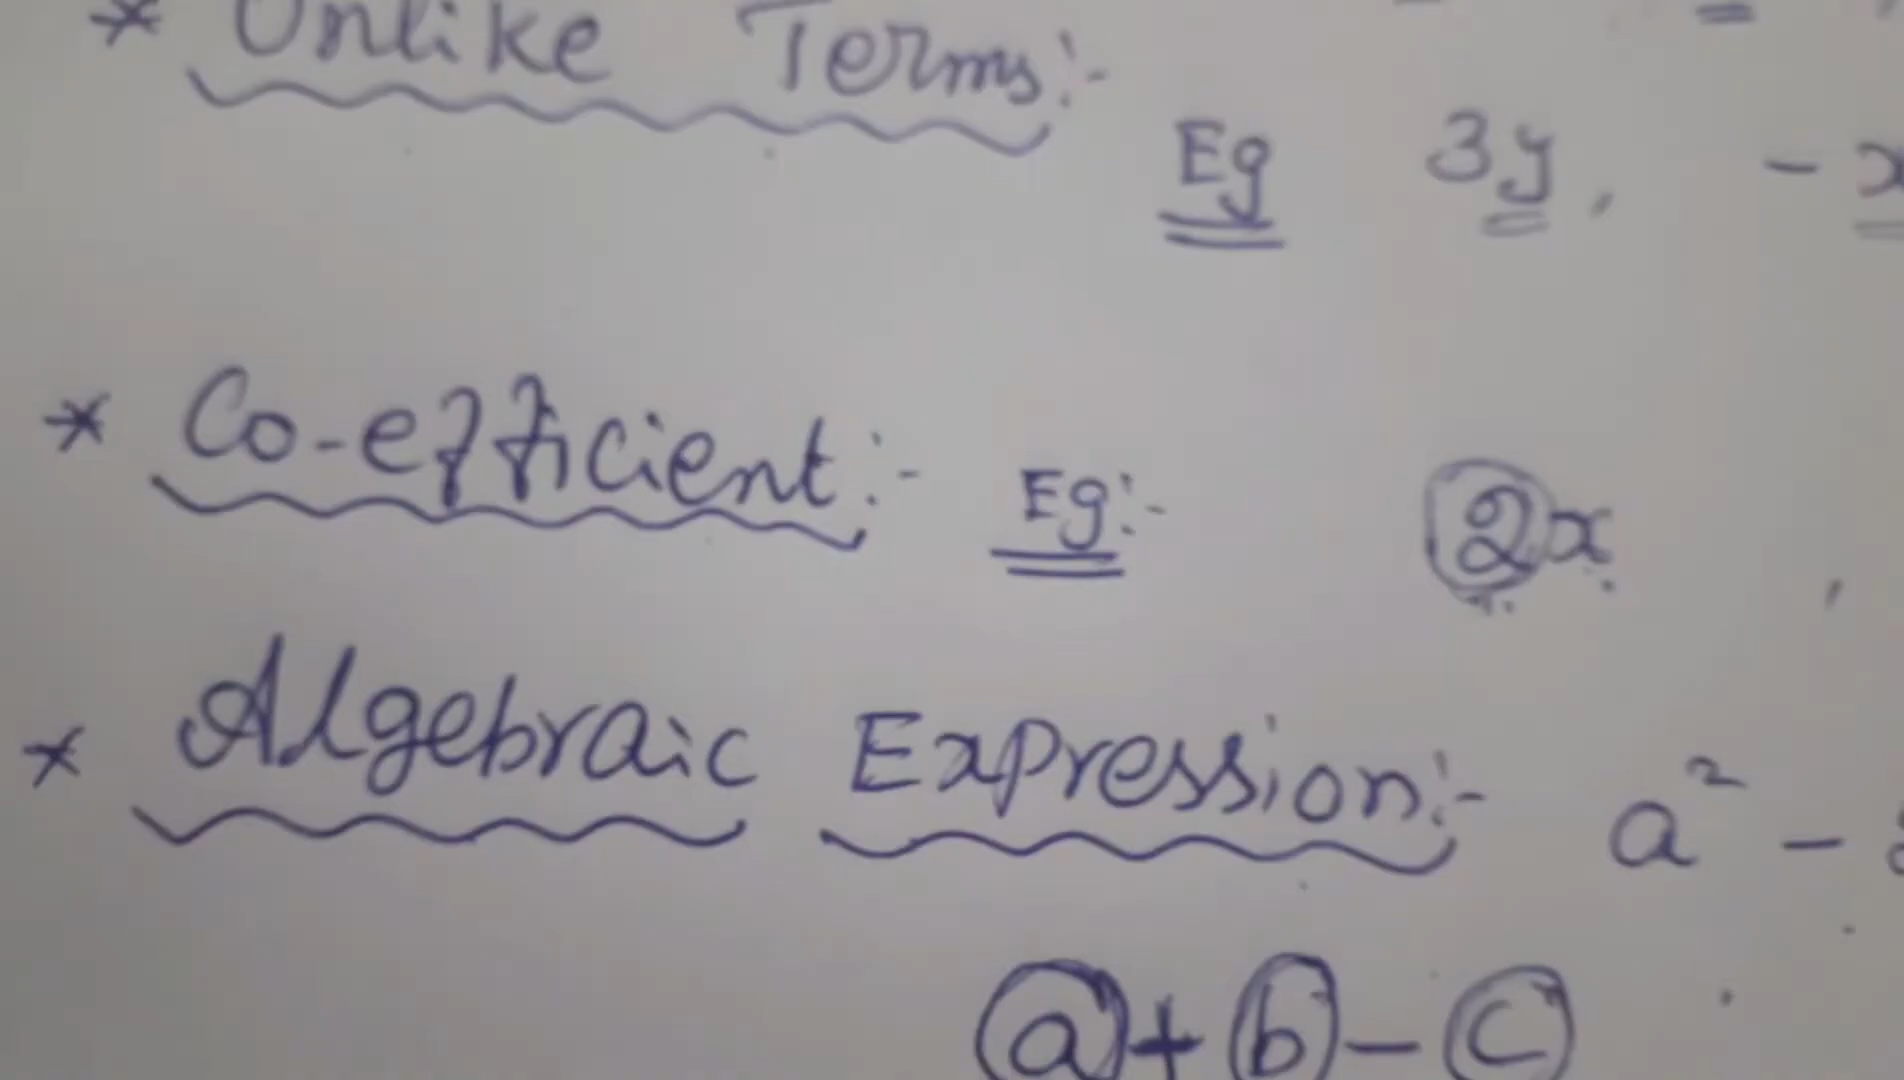 * Unlike Terms:-
Eg 3y, -x
* Co-efficient:- Eg:- 2x ,
* Algebraic Expression:- a² -
a + b - c